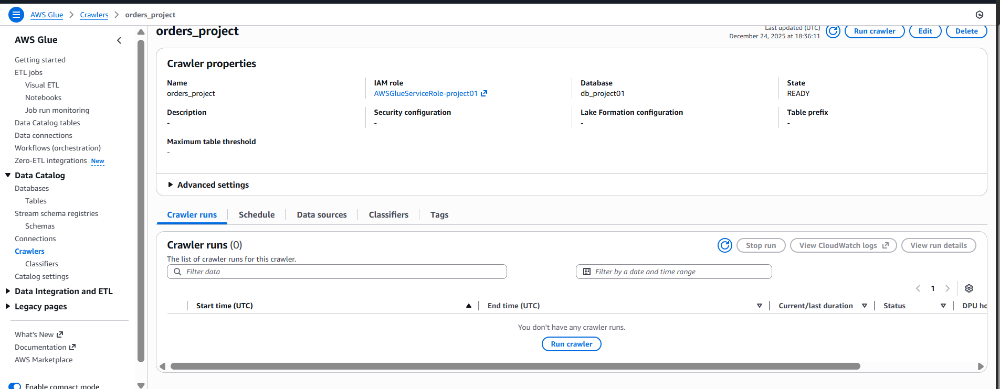 AWS Glue > Crawlers > orders_project
AWS Glue
Getting started
ETL jobs
Visual ETL
Notebooks
Job run monitoring
Data Catalog tables
Data connections
Workflows (orchestration)
Zero-ETL integrations New
Data Catalog
Databases
Tables
Stream schema registries
Schemas
Connections
Crawlers
Classifiers
Catalog settings
Data Integration and ETL
Legacy pages
What's New
Documentation
AWS Marketplace
Enable compact mode
orders_project
Last updated (UTC)
December 24, 2025 at 18:36:11
Run crawler
Edit
Delete
Crawler properties
Name
orders_project
IAM role
AWSGlueServiceRole-project01
Database
db_project01
State
READY
Description
-
Security configuration
-
Lake Formation configuration
-
Table prefix
-
Maximum table threshold
-
Advanced settings
Crawler runs
Schedule
Data sources
Classifiers
Tags
Crawler runs (0)
Stop run
View CloudWatch logs
View run details
The list of crawler runs for this crawler.
Filter data
Filter by a date and time range
1
Start time (UTC)
End time (UTC)
Current/last duration
Status
DPU ho
You don't have any crawler runs.
Run crawler